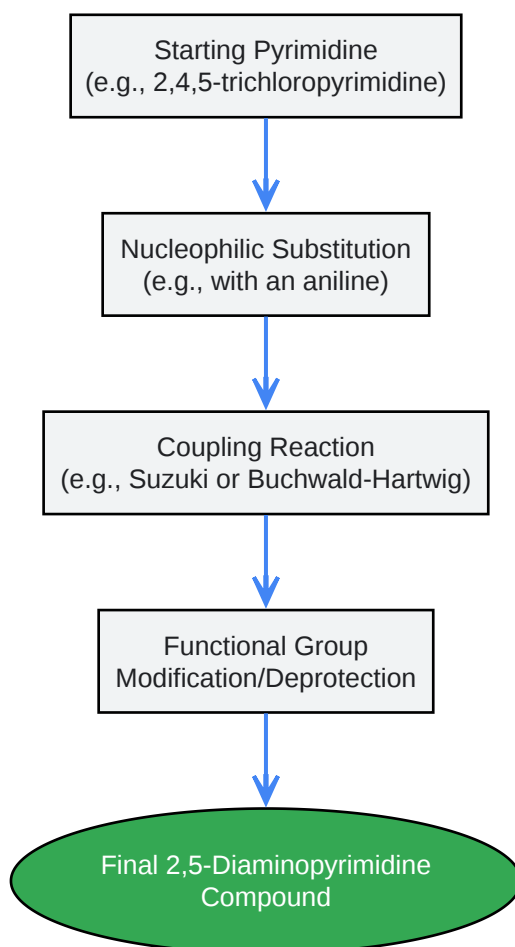 Starting Pyrimidine
(e.g., 2,4,5-trichloropyrimidine)
Nucleophilic Substitution
(e.g., with an aniline)
Coupling Reaction
(e.g., Suzuki or Buchwald-Hartwig)
Functional Group
Modification/Deprotection
Final 2,5-Diaminopyrimidine
Compound